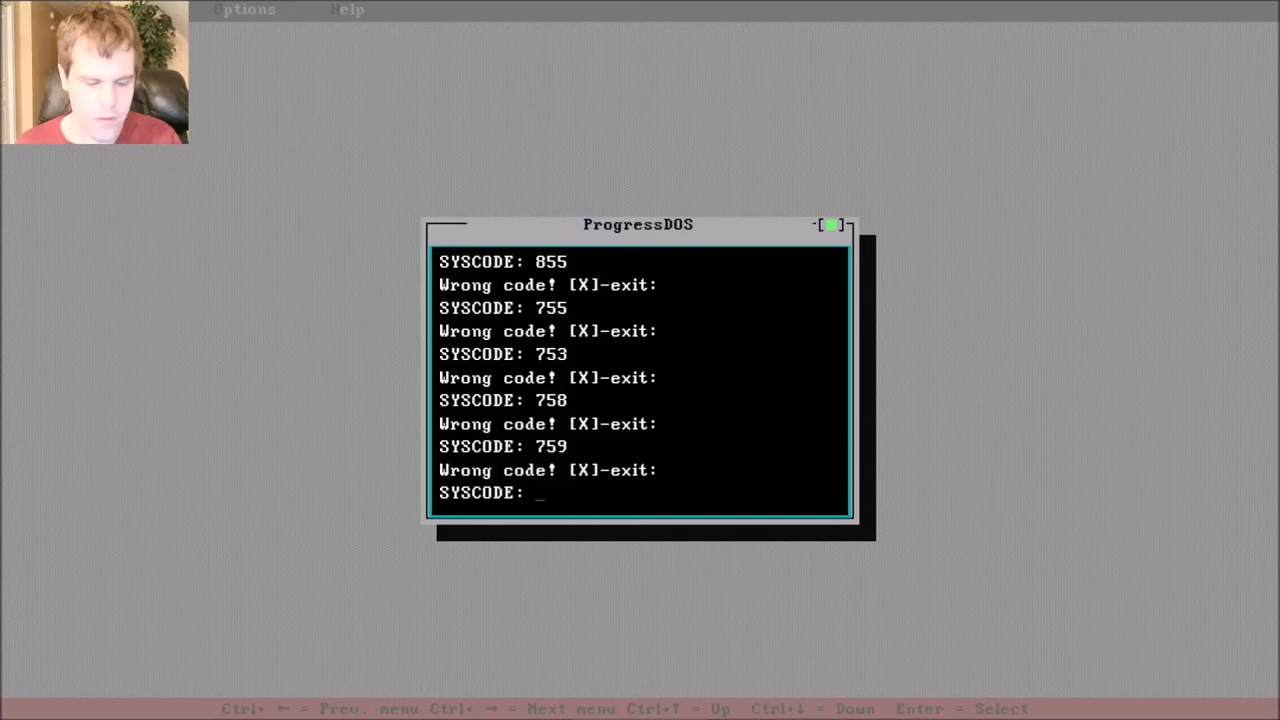 Options Help
ProgressDOS
SYSCODE: 855
Wrong code! [X]-exit:
SYSCODE: 755
Wrong code! [X]-exit:
SYSCODE: 753
Wrong code! [X]-exit:
SYSCODE: 758
Wrong code! [X]-exit:
SYSCODE: 759
Wrong code! [X]-exit:
SYSCODE: _
Ctrl+ ← = Prev. menu Ctrl+ → = Next menu Ctrl+↑ = Up Ctrl+↓ = Down Enter = Select